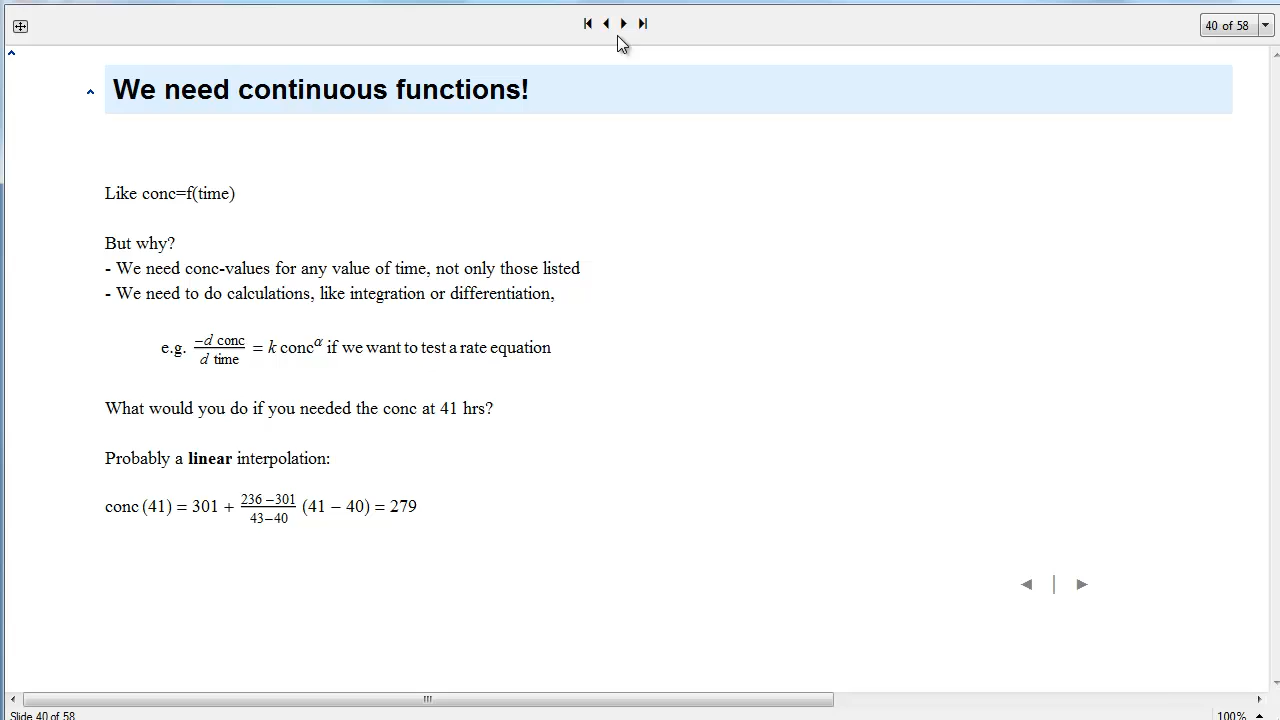 40 of 58
We need continuous functions!
Like conc=f(time)
But why?
- We need conc-values for any value of time, not only those listed
- We need to do calculations, like integration or differentiation,
e.g. −d conc / d time = k conc^α if we want to test a rate equation
What would you do if you needed the conc at 41 hrs?
Probably a linear interpolation:
conc (41) = 301 + (236−301)/(43−40) (41 − 40) = 279
Slide 40 of 58
100%